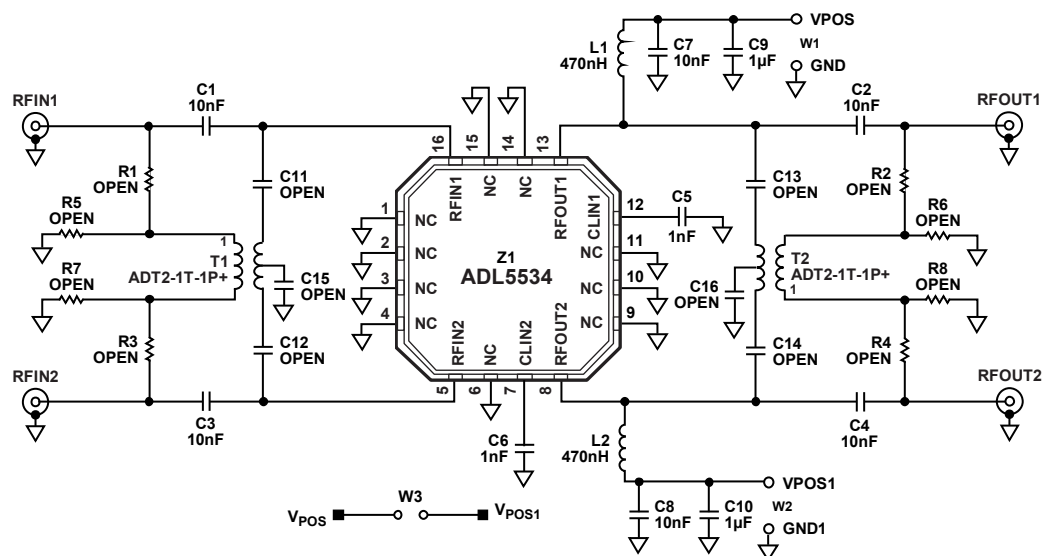 VPOS
W1
GND
L1
470nH
C7
10nF
C9
1µF
RFIN1
C1
10nF
C2
10nF
RFOUT1
16
15
14
13
R1
OPEN
C11
OPEN
RFIN1
NC
NC
RFOUT1
CLIN1
C13
OPEN
R2
OPEN
R5
OPEN
1
NC
12
C5
1nF
R6
OPEN
1
T1
ADT2-1T-1P+
2
NC
Z1
ADL5534
11
NC
T2
ADT2-1T-1P+
1
R7
OPEN
C15
OPEN
3
NC
10
NC
C16
OPEN
R8
OPEN
4
NC
9
NC
R3
OPEN
C12
OPEN
RFIN2
NC
CLIN2
RFOUT2
C14
OPEN
R4
OPEN
RFIN2
5
6
7
8
RFOUT2
C3
10nF
C6
1nF
L2
470nH
C4
10nF
VPOS1
W2
GND1
C8
10nF
C10
1µF
VPOS
W3
VPOS1